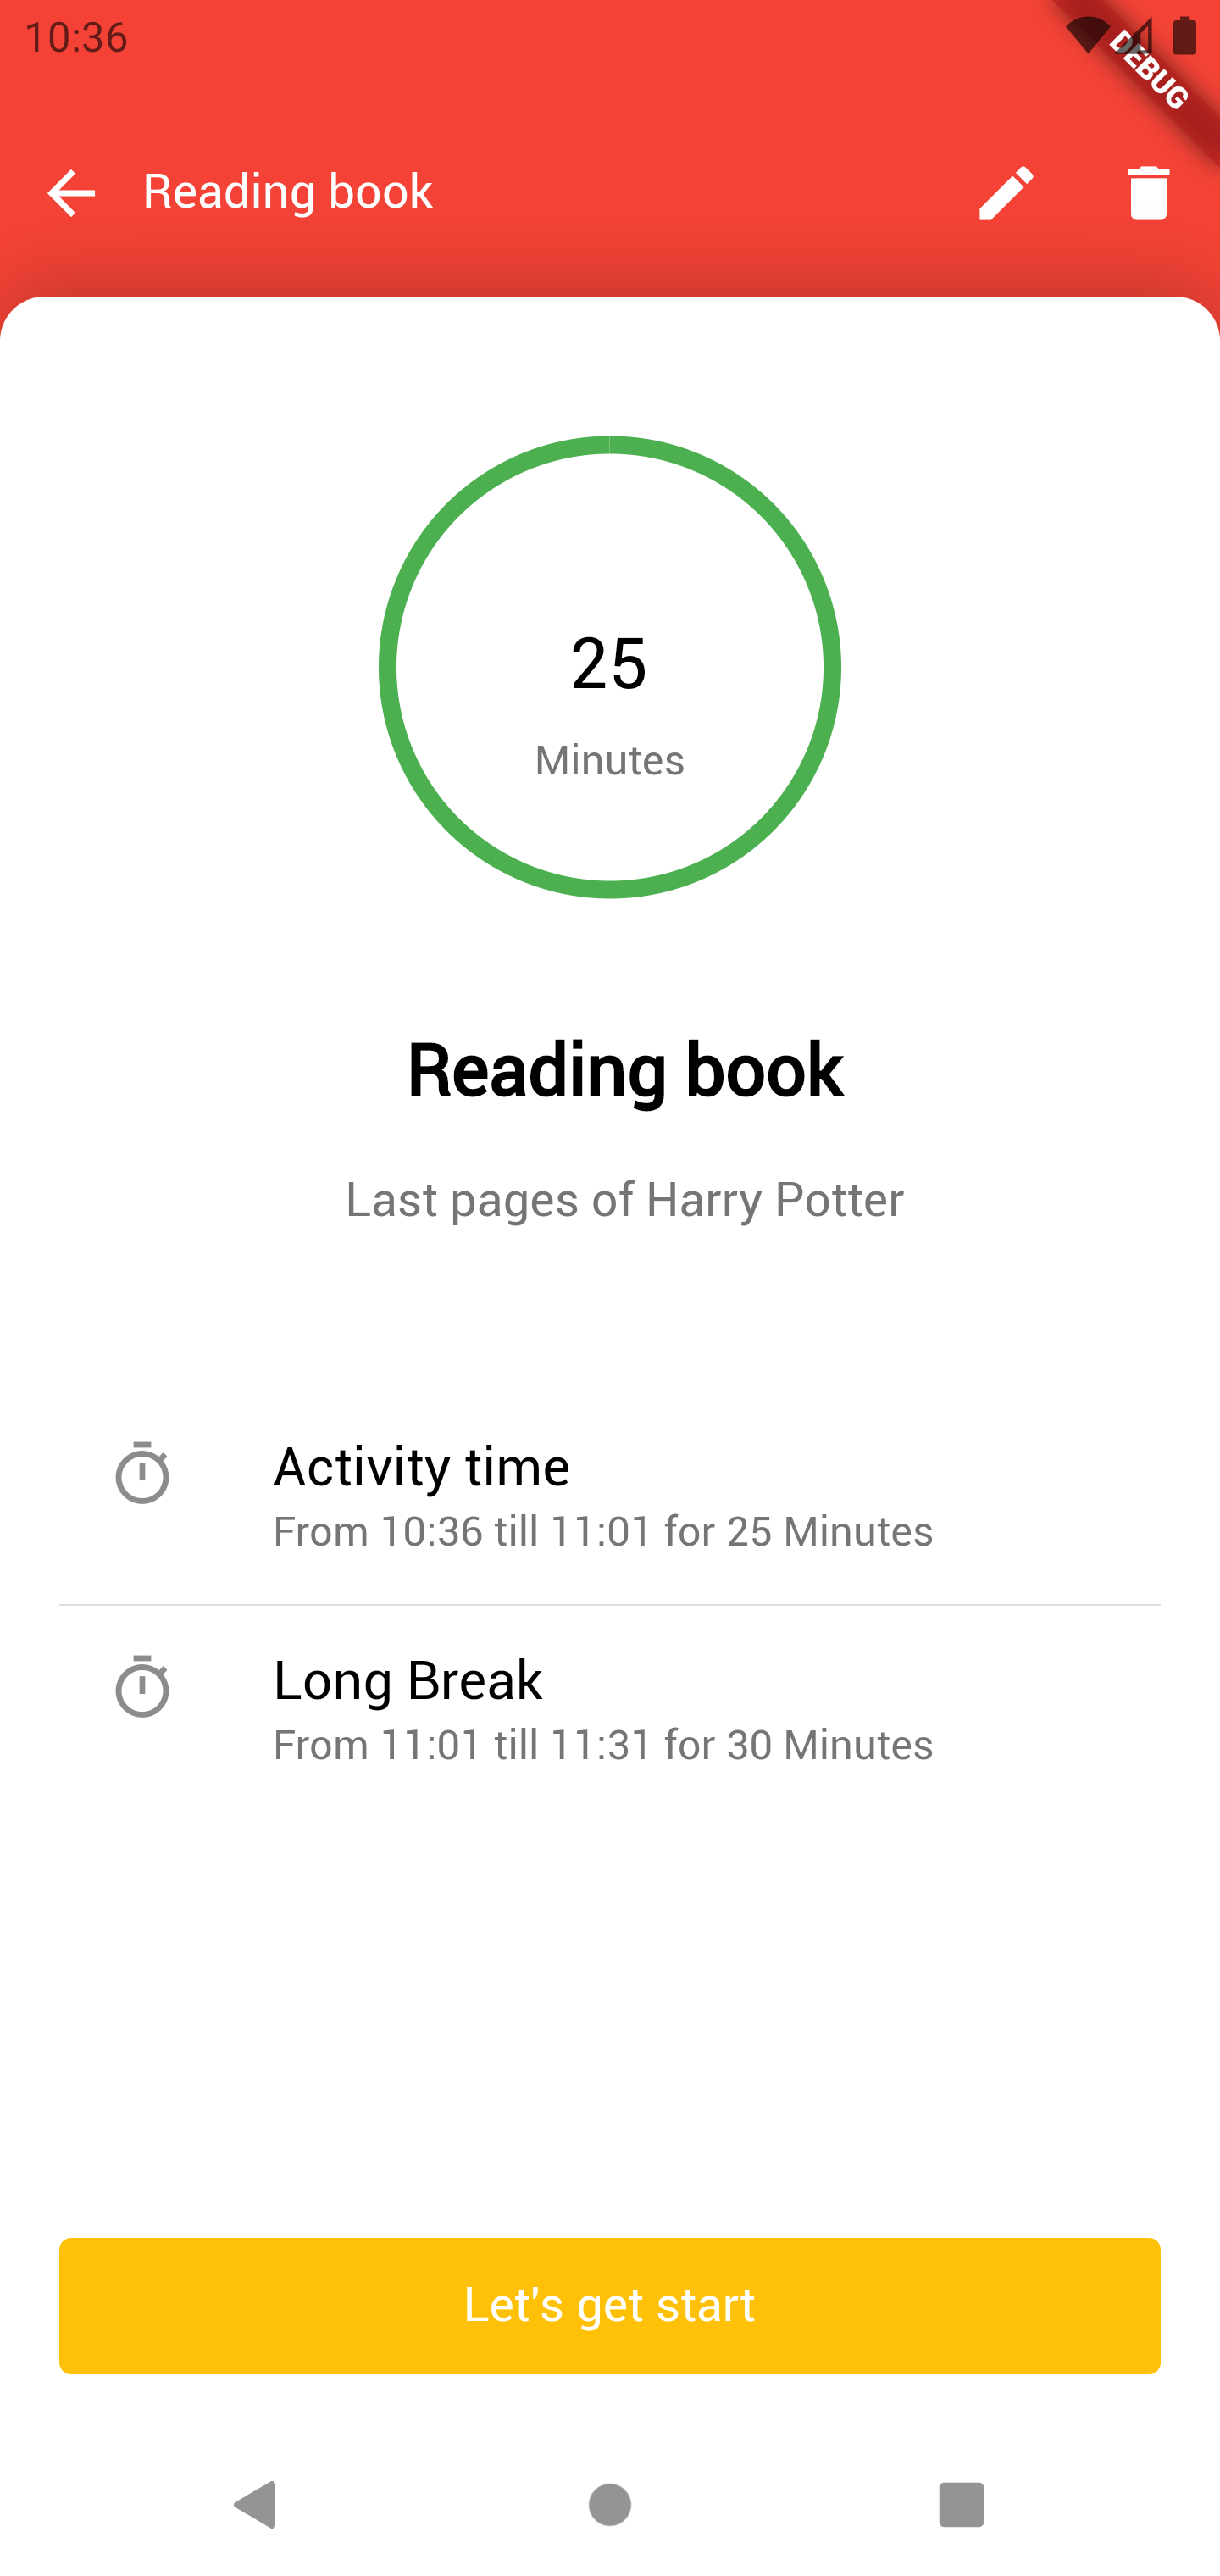 10:36
DEBUG
Reading book
25
Minutes
Reading book
Last pages of Harry Potter
Activity time
From 10:36 till 11:01 for 25 Minutes
Long Break
From 11:01 till 11:31 for 30 Minutes
Let's get start